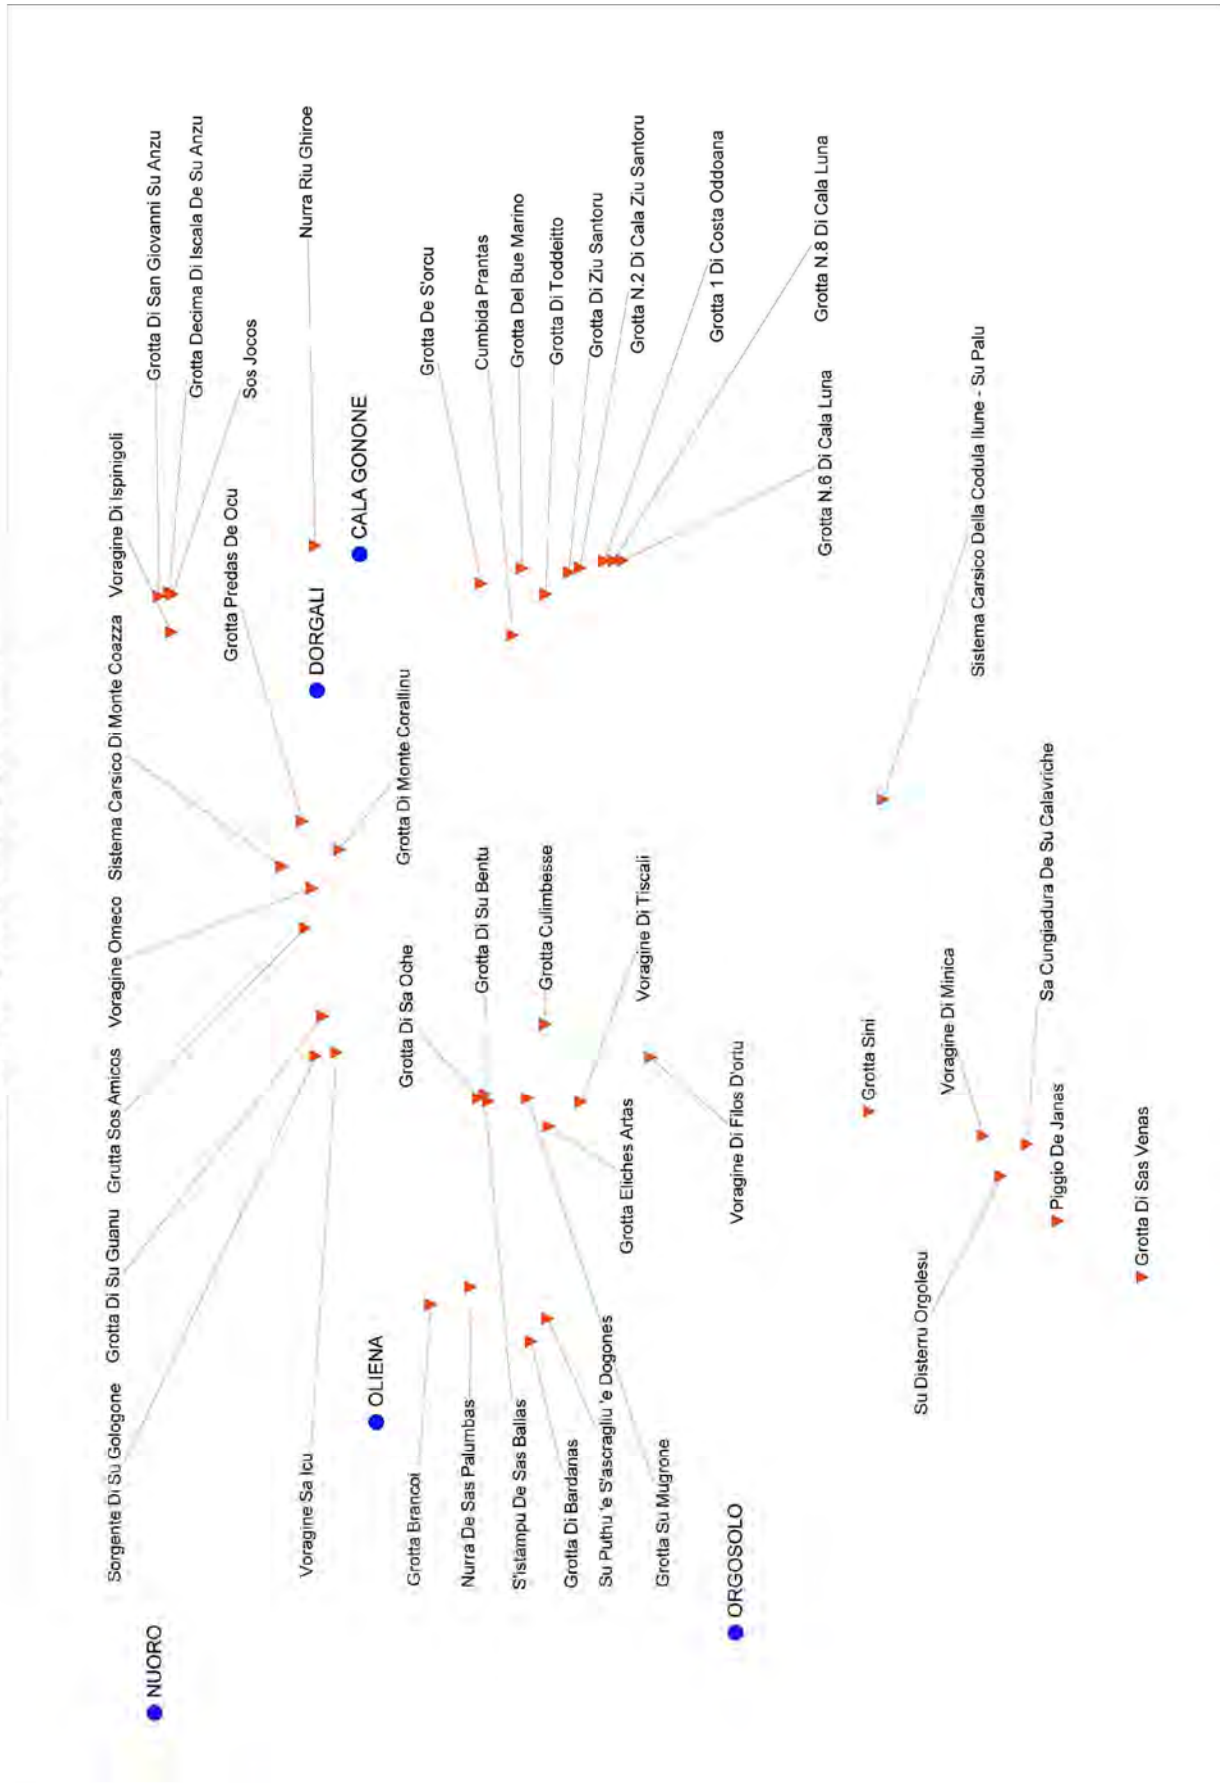 Sorgente Di Su Gologone
Grotta Di Su Guanu
Grutta Sos Amicos
Voragine Omeco
Sistema Carsico Di Monte Coazza
Voragine Di Ispinigoli
Grotta Di San Giovanni Su Anzu
Grotta Decima Di Iscala De Su Anzu
Sos Jocos
Nurra Riu Ghiroe
Grotta Predas De Ocu
NUORO
DORGALI
CALA GONONE
Voragine Sa Icu
Grotta Di Monte Corallinu
OLIENA
Grotta Brancoi
Grotta Di Sa Oche
Grotta De S'orcu
Nurra De Sas Palumbas
Grotta Di Su Bentu
Cumbida Prantas
S'istampu De Sas Ballas
Grotta Culimbesse
Grotta Del Bue Marino
Grotta Di Bardanas
Grotta Di Toddeitto
Su Puthu 'e S'ascragliu 'e Dogones
Grotta Eliches Artas
Voragine Di Tiscali
Grotta Di Ziu Santoru
Grotta N.2 Di Cala Ziu Santoru
Grotta Su Mugrone
Grotta 1 Di Costa Oddoana
ORGOSOLO
Voragine Di Filos D'ortu
Grotta N.8 Di Cala Luna
Grotta N.6 Di Cala Luna
Grotta Sini
Su Disterru Orgolesu
Voragine Di Minica
Sistema Carsico Della Codula Ilune - Su Palu
Sa Cungiadura De Su Calavriche
Piggio De Janas
Grotta Di Sas Venas